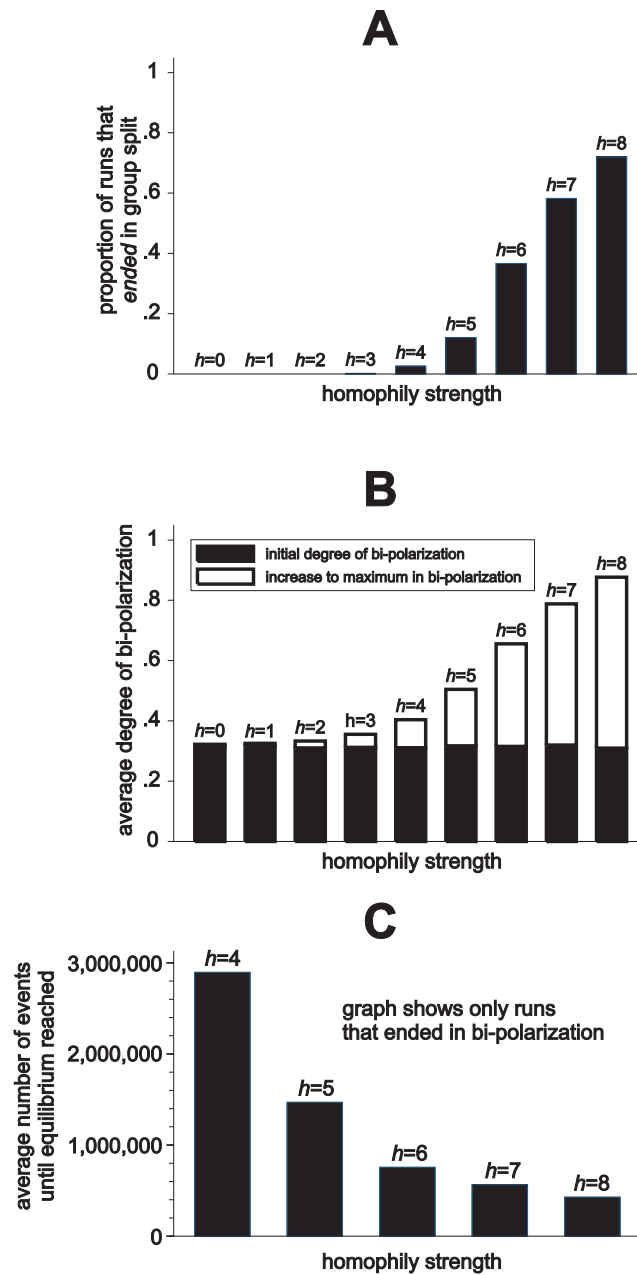 A
proportion of runs that
ended in group split
1
.8
.6
.4
.2
0
h=0
h=1
h=2
h=3
h=4
h=5
h=6
h=7
h=8
homophily strength
B
average degree of bi-polarization
1
.8
.6
.4
.2
0
initial degree of bi-polarization
increase to maximum in bi-polarization
h=0
h=1
h=2
h=3
h=4
h=5
h=6
h=7
h=8
homophily strength
C
average number of events
until equilibrium reached
3,000,000
2,000,000
1,000,000
0
h=4
h=5
h=6
h=7
h=8
graph shows only runs
that ended in bi-polarization
homophily strength